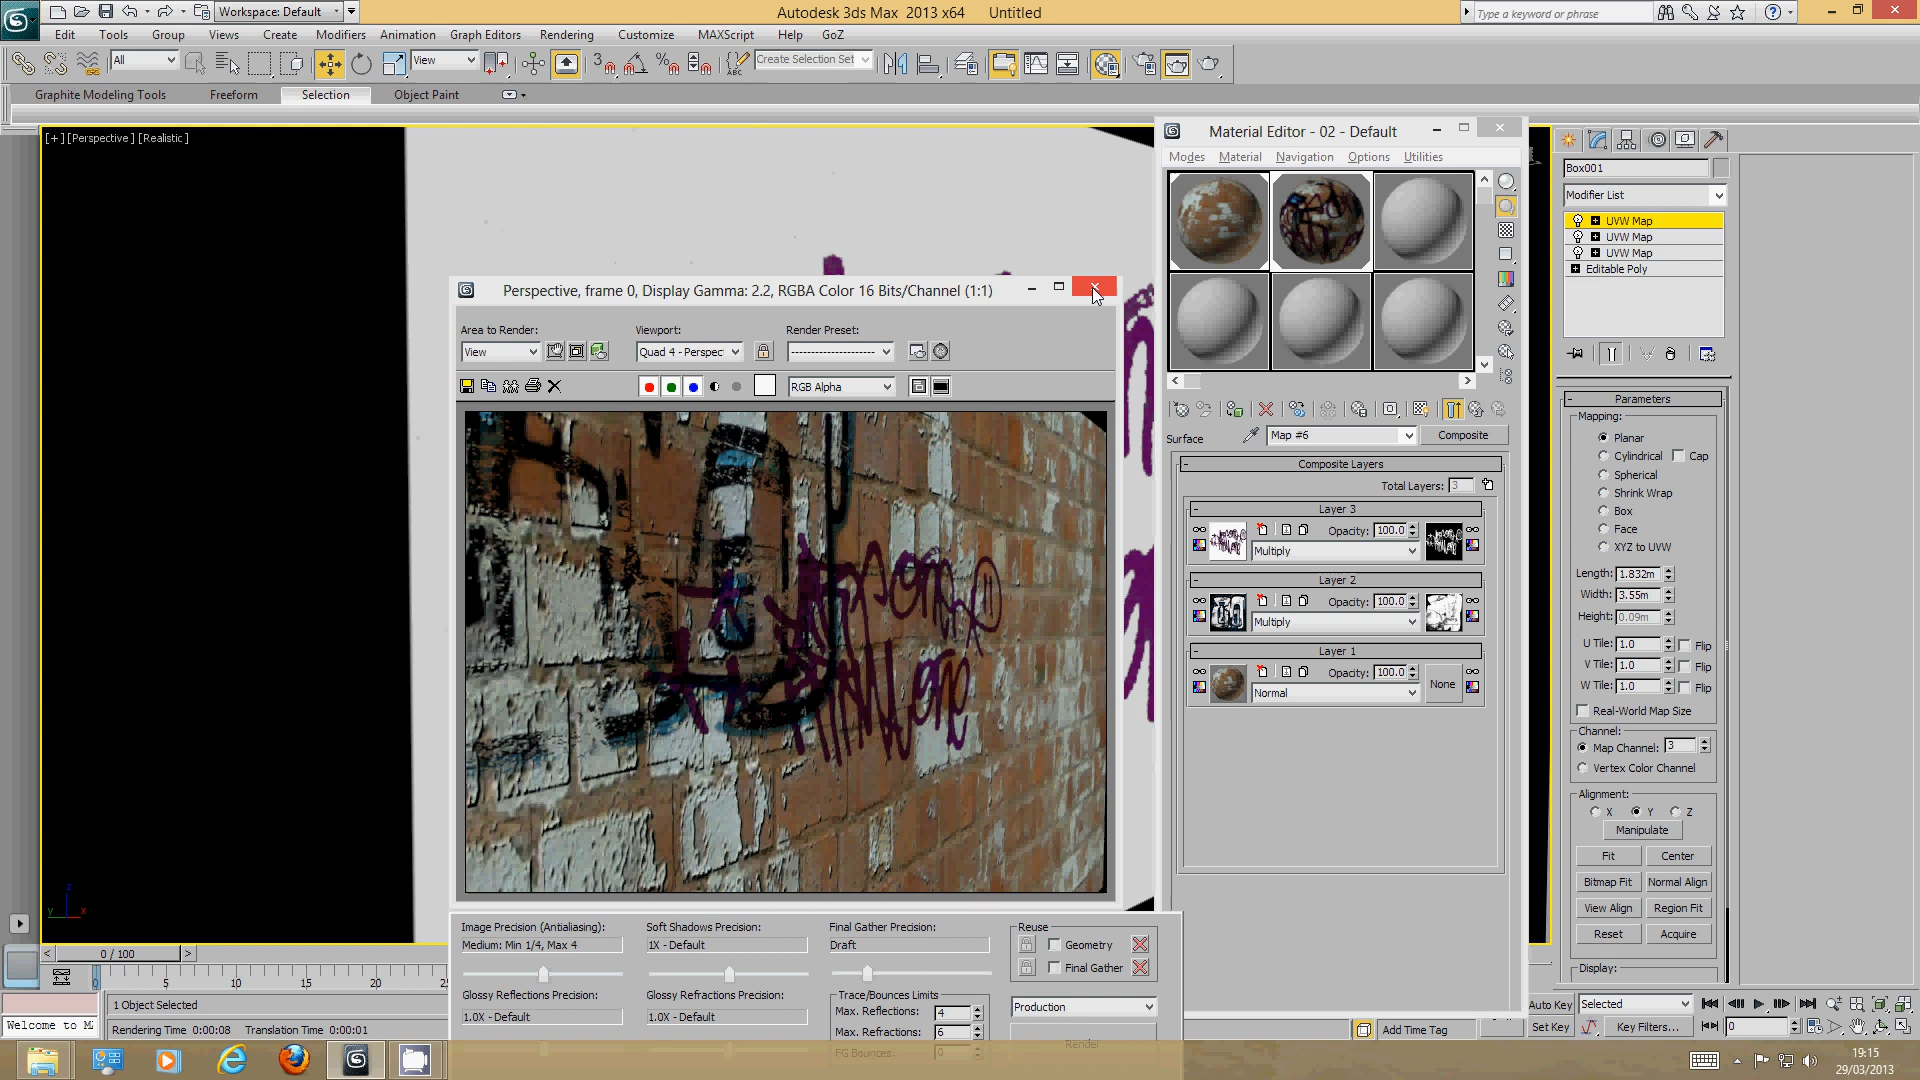 Workspace: Default
Autodesk 3ds Max  2013 x64   Untitled
Type a keyword or phrase
Edit Tools Group Views Create Modifiers Animation Graph Editors Rendering Customize MAXScript Help GoZ
All View Create Selection Set
Graphite Modeling Tools Freeform Selection Object Paint
[+] [Perspective] [Realistic]
Perspective, frame 0, Display Gamma: 2.2, RGBA Color 16 Bits/Channel (1:1)
Area to Render: Viewport: Render Preset:
View Quad 4 - Perspec
RGB Alpha
Image Precision (Antialiasing): Soft Shadows Precision: Final Gather Precision: Reuse
Medium: Min 1/4, Max 4 1X - Default Draft Geometry
Final Gather
Glossy Reflections Precision: Glossy Refractions Precision: Trace/Bounces Limits
1.0X - Default 1.0X - Default Max. Reflections: 4 Production
Max. Refractions: 6
FG Bounces: 0
Render
Material Editor - 02 - Default
Modes Material Navigation Options Utilities
Surface Map #6 Composite
Composite Layers
Total Layers: 3
Layer 3
Opacity: 100.0
Multiply
Layer 2
Opacity: 100.0
Multiply
Layer 1
Opacity: 100.0
Normal None
Box001
Modifier List
UVW Map
UVW Map
UVW Map
Editable Poly
Parameters
Mapping:
Planar
Cylindrical Cap
Spherical
Shrink Wrap
Box
Face
XYZ to UVW
Length: 1.832m
Width: 3.55m
Height: 0.09m
U Tile: 1.0 Flip
V Tile: 1.0 Flip
W Tile: 1.0 Flip
Real-World Map Size
Channel:
Map Channel: 3
Vertex Color Channel
Alignment:
X Y Z
Manipulate
Fit Center
Bitmap Fit Normal Align
View Align Region Fit
Reset Acquire
Display:
0 / 100
0 5 10 15 20
1 Object Selected
Welcome to M
Rendering Time 0:00:08 Translation Time 0:00:01
Add Time Tag
Auto Key Selected
Set Key Key Filters... 0
19:15
29/03/2013